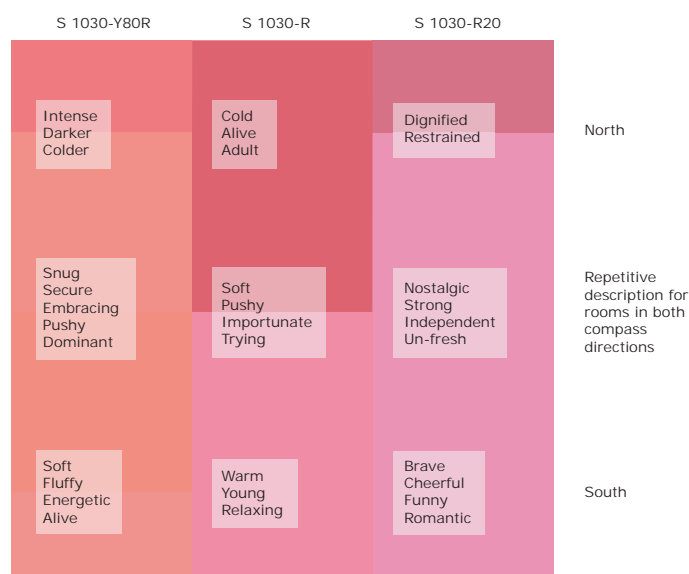 S 1030-Y80R
S 1030-R
S 1030-R20
Intense
Darker
Colder
Cold
Alive
Adult
Dignified
Restrained
North
Snug
Secure
Embracing
Pushy
Dominant
Soft
Pushy
Importunate
Trying
Nostalgic
Strong
Independent
Un-fresh
Repetitive
description for
rooms in both
compass
directions
Soft
Fluffy
Energetic
Alive
Warm
Young
Relaxing
Brave
Cheerful
Funny
Romantic
South